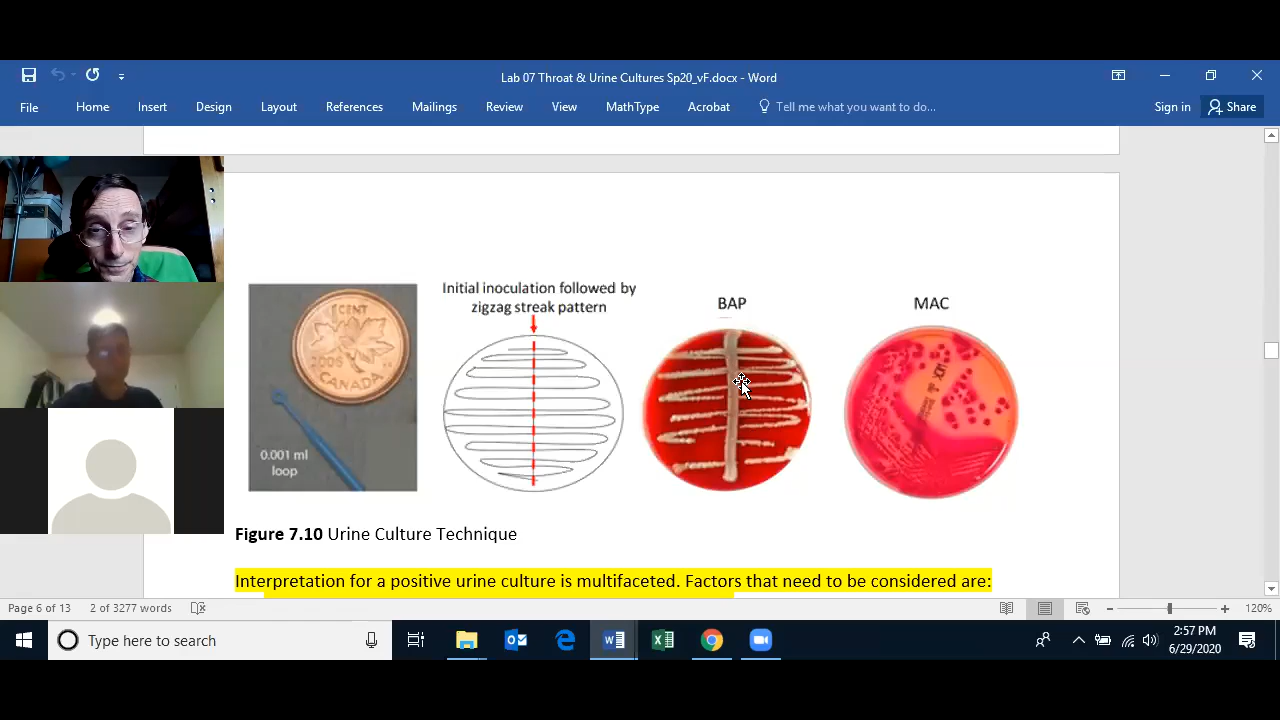 Lab 07 Throat & Urine Cultures Sp20_vF.docx - Word
File Home Insert Design Layout References Mailings Review View MathType Acrobat Tell me what you want to do... Sign in Share
Initial inoculation followed by
zigzag streak pattern
BAP
MAC
CENT
2006
CANADA
0.001 ml
loop
Figure 7.10 Urine Culture Technique
Interpretation for a positive urine culture is multifaceted. Factors that need to be considered are:
Page 6 of 13 2 of 3277 words 120%
Type here to search
2:57 PM
6/29/2020